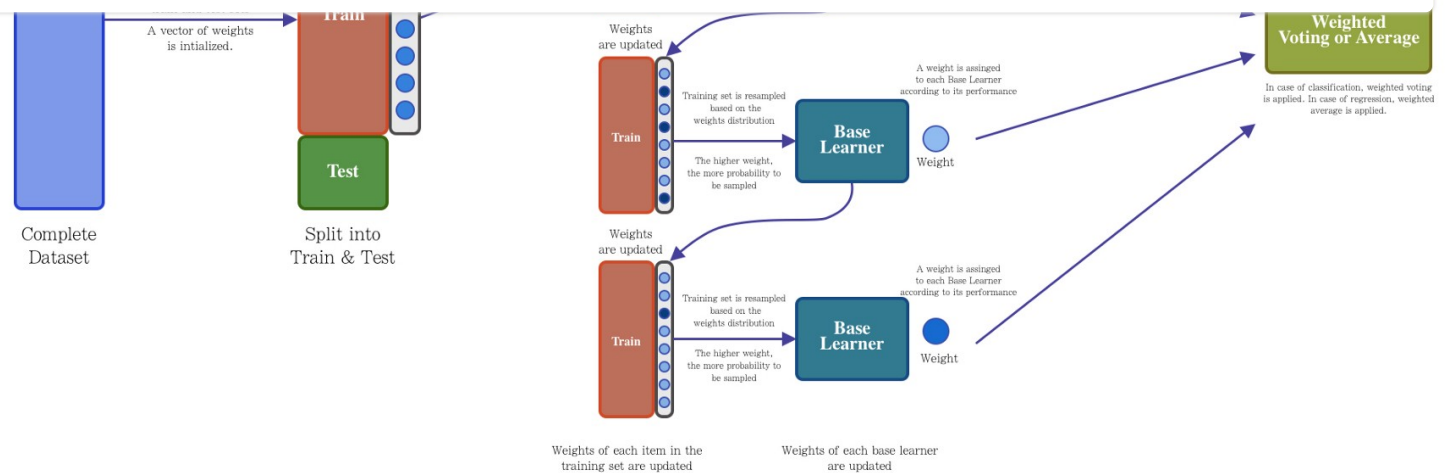 Train
A vector of weights
is intialized.
Test
Complete
Dataset
Split into
Train & Test
Weights
are updated
Train
Training set is resampled
based on the
weights distribution
The higher weight,
the more probability to
be sampled
Base
Learner
A weight is assinged
to each Base Learner
according to its performance
Weight
Weights
are updated
Train
Training set is resampled
based on the
weights distribution
The higher weight,
the more probability to
be sampled
Base
Learner
A weight is assinged
to each Base Learner
according to its performance
Weight
Weighted
Voting or Average
In case of classification, weighted voting
is applied. In case of regression, weighted
average is applied.
Weights of each item in the
training set are updated
Weights of each base learner
are updated